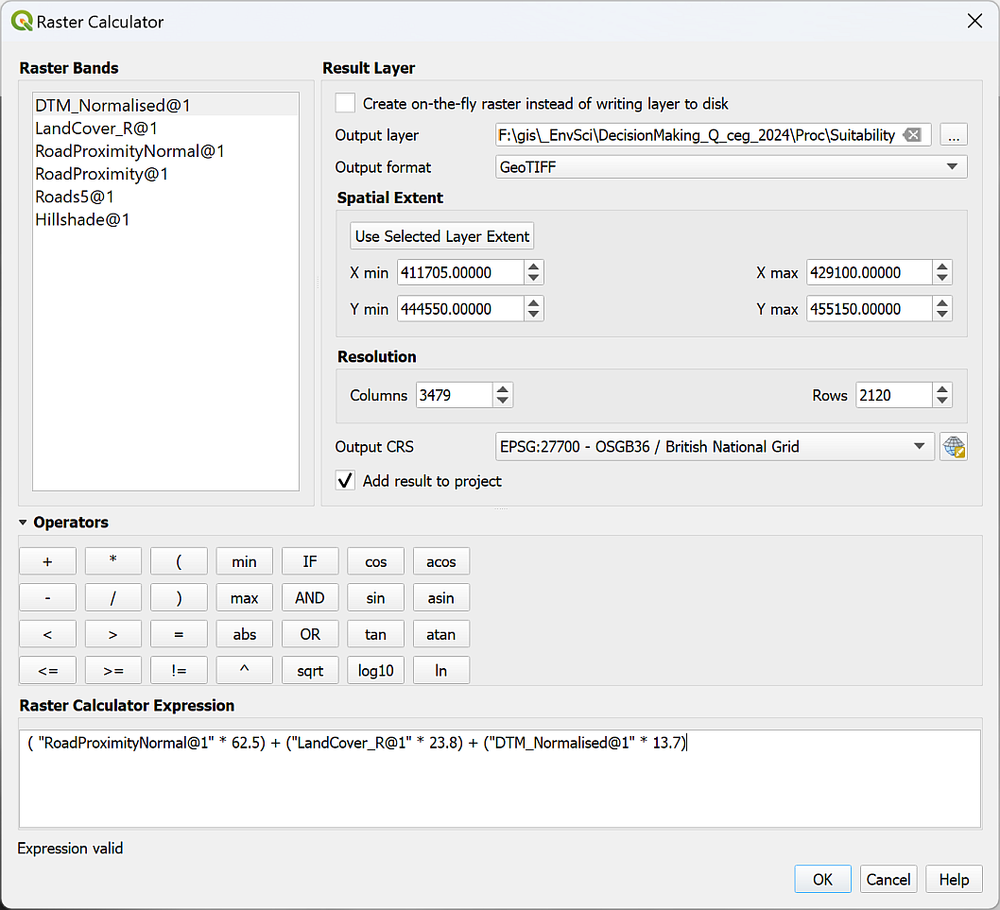 Raster Calculator
Raster Bands
DTM_Normalised@1
LandCover_R@1
RoadProximityNormal@1
RoadProximity@1
Roads5@1
Hillshade@1
Result Layer
Create on-the-fly raster instead of writing layer to disk
Output layer F:\gis\_EnvSci\DecisionMaking_Q_ceg_2024\Proc\Suitability ...
Output format GeoTIFF
Spatial Extent
Use Selected Layer Extent
X min 411705.00000 X max 429100.00000
Y min 444550.00000 Y max 455150.00000
Resolution
Columns 3479 Rows 2120
Output CRS EPSG:27700 - OSGB36 / British National Grid
Add result to project
Operators
+ * ( min IF cos acos
- / ) max AND sin asin
< > = abs OR tan atan
<= >= != ^ sqrt log10 ln
Raster Calculator Expression
( "RoadProximityNormal@1" * 62.5) + ("LandCover_R@1" * 23.8) + ("DTM_Normalised@1" * 13.7)
Expression valid
OK Cancel Help